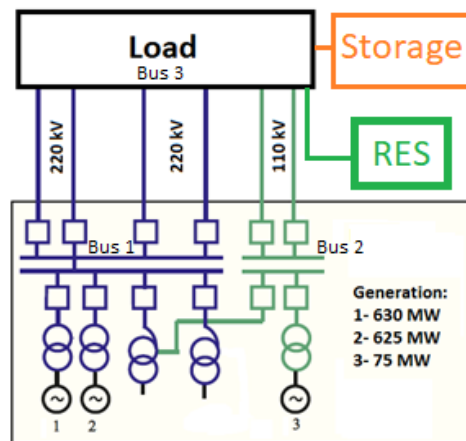 Load
Bus 3
Storage
RES
220 kV
220 kV
110 kV
Bus 1
Bus 2
Generation:
1- 630 MW
2- 625 MW
3- 75 MW
1
2
3